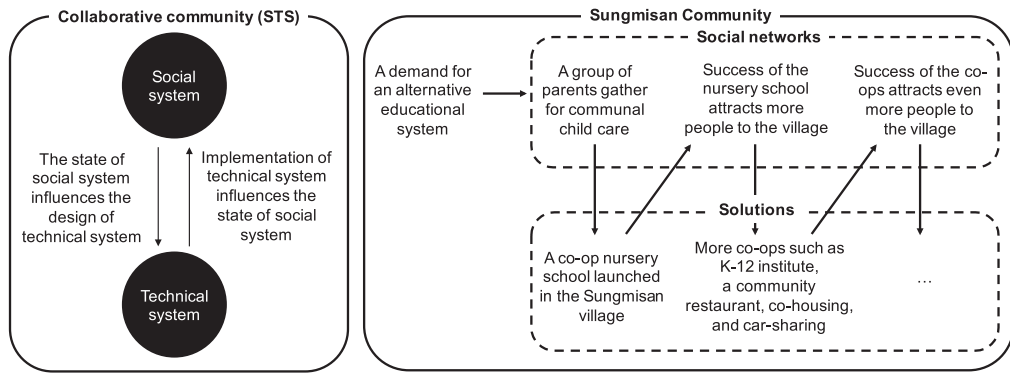 Collaborative community (STS)
Social
system
The state of
social system
influences the
design of
technical system
Implementation of
technical system
influences the
state of social
system
Technical
system
Sungmisan Community
Social networks
A demand for
an alternative
educational
system
A group of
parents gather
for communal
child care
Success of the
nursery school
attracts more
people to the village
Success of the co-
ops attracts even
more people to
the village
Solutions
A co-op nursery
school launched
in the Sungmisan
village
More co-ops such as
K-12 institute,
a community
restaurant, co-housing,
and car-sharing
...